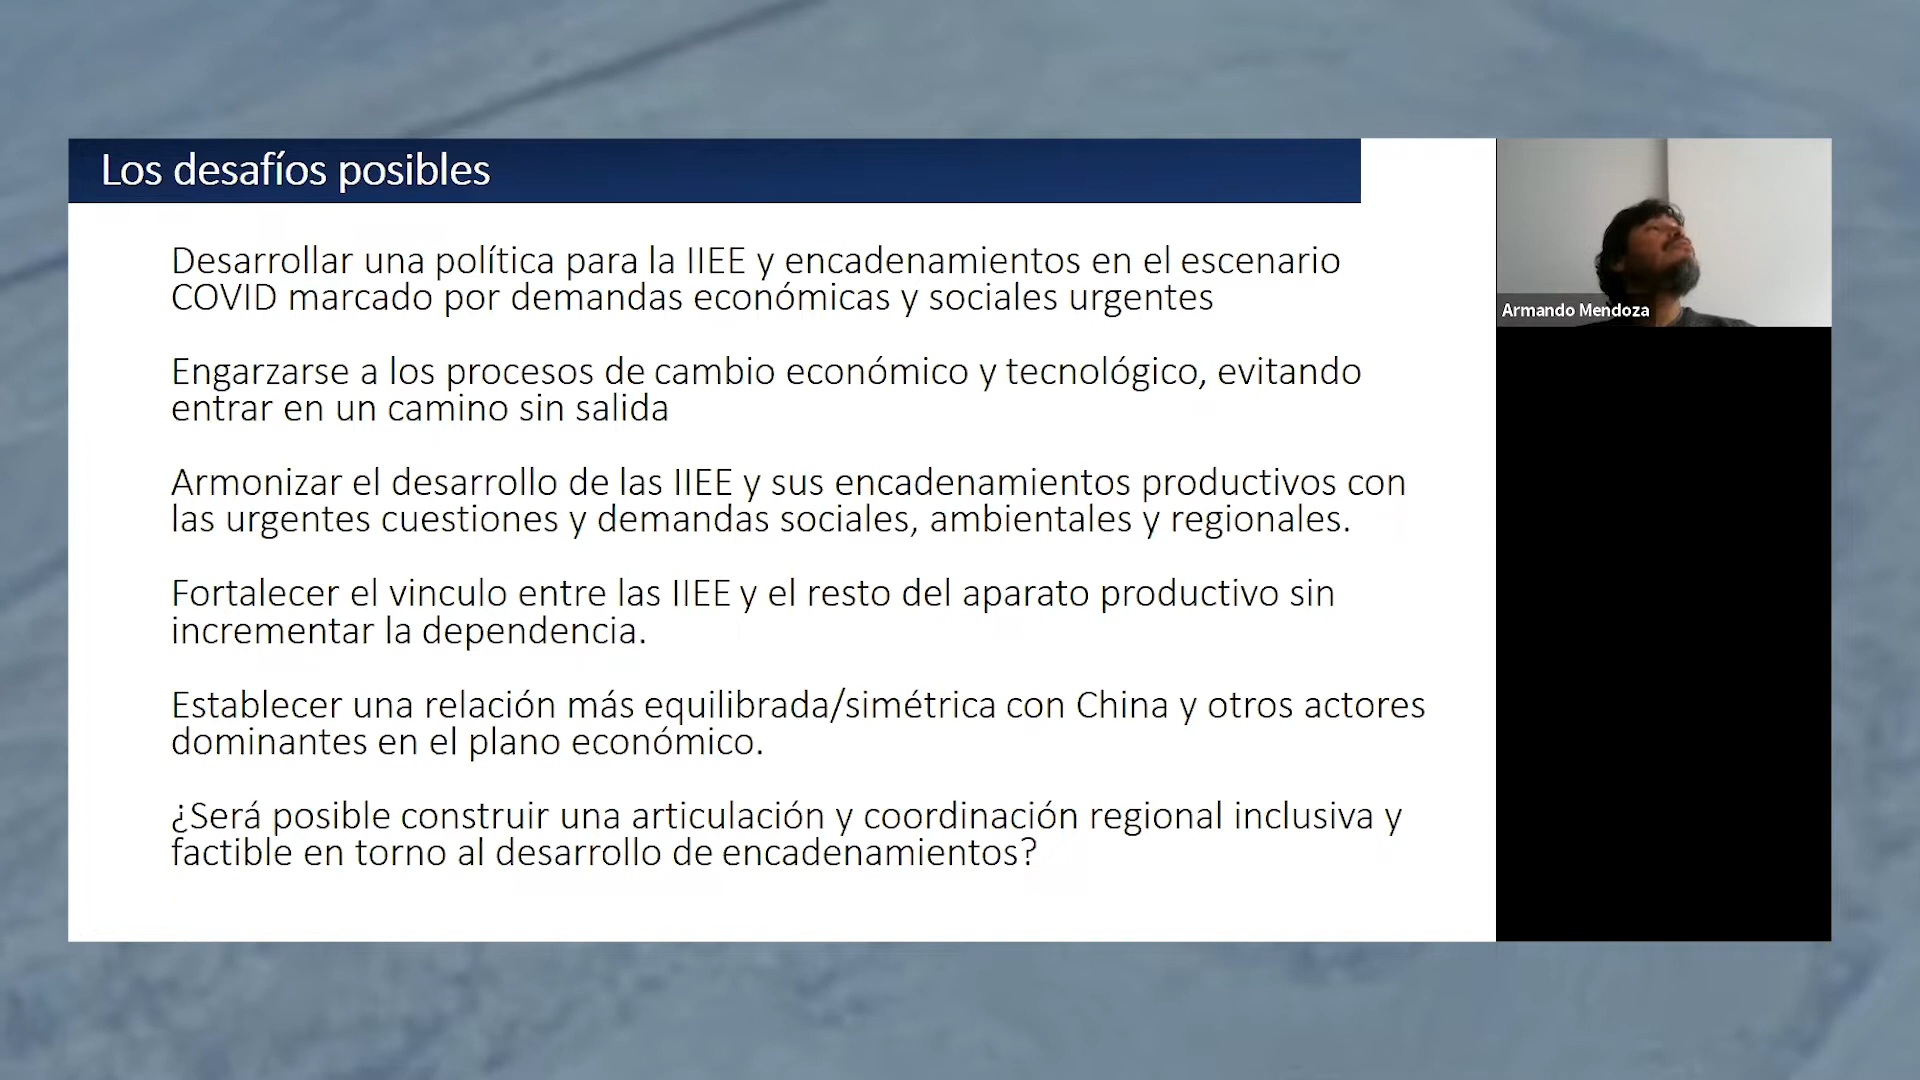 Los desafíos posibles
Desarrollar una política para la IIEE y encadenamientos en el escenario
COVID marcado por demandas económicas y sociales urgentes
Engarzarse a los procesos de cambio económico y tecnológico, evitando
entrar en un camino sin salida
Armonizar el desarrollo de las IIEE y sus encadenamientos productivos con
las urgentes cuestiones y demandas sociales, ambientales y regionales.
Fortalecer el vinculo entre las IIEE y el resto del aparato productivo sin
incrementar la dependencia.
Establecer una relación más equilibrada/simétrica con China y otros actores
dominantes en el plano económico.
¿Será posible construir una articulación y coordinación regional inclusiva y
factible en torno al desarrollo de encadenamientos?
Armando Mendoza